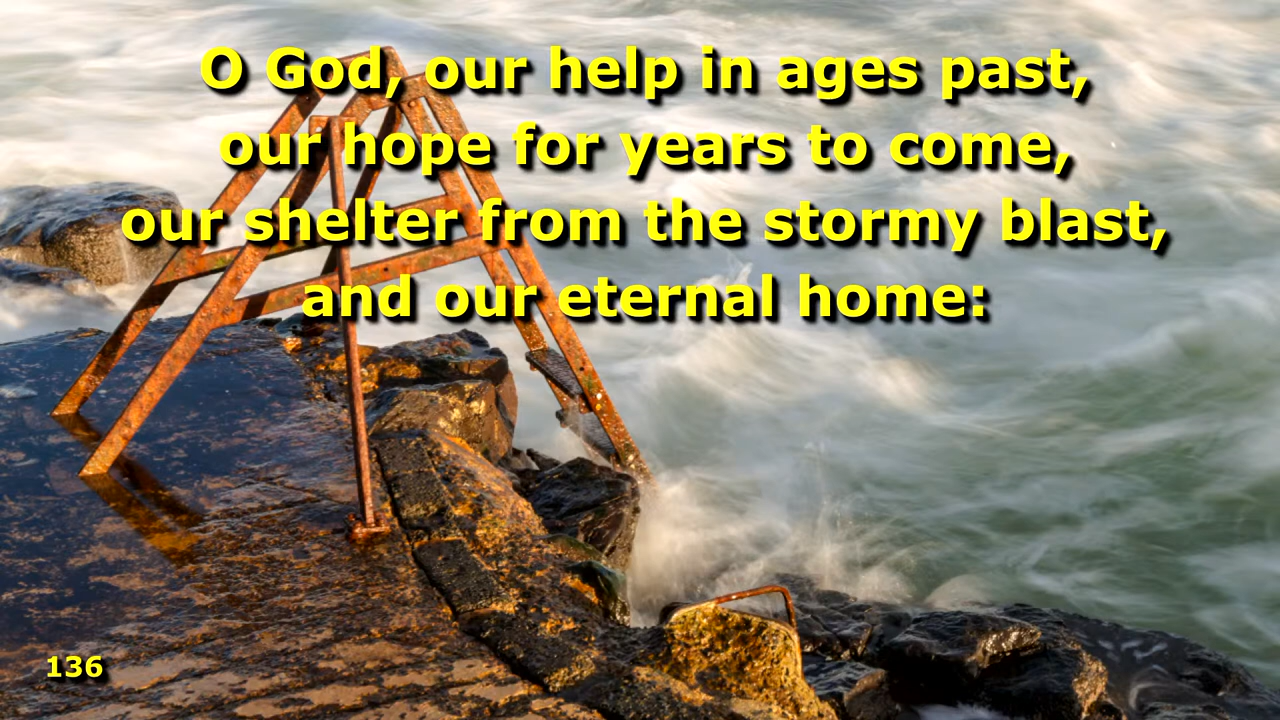 O God, our help in ages past,
our hope for years to come,
our shelter from the stormy blast,
and our eternal home:
136